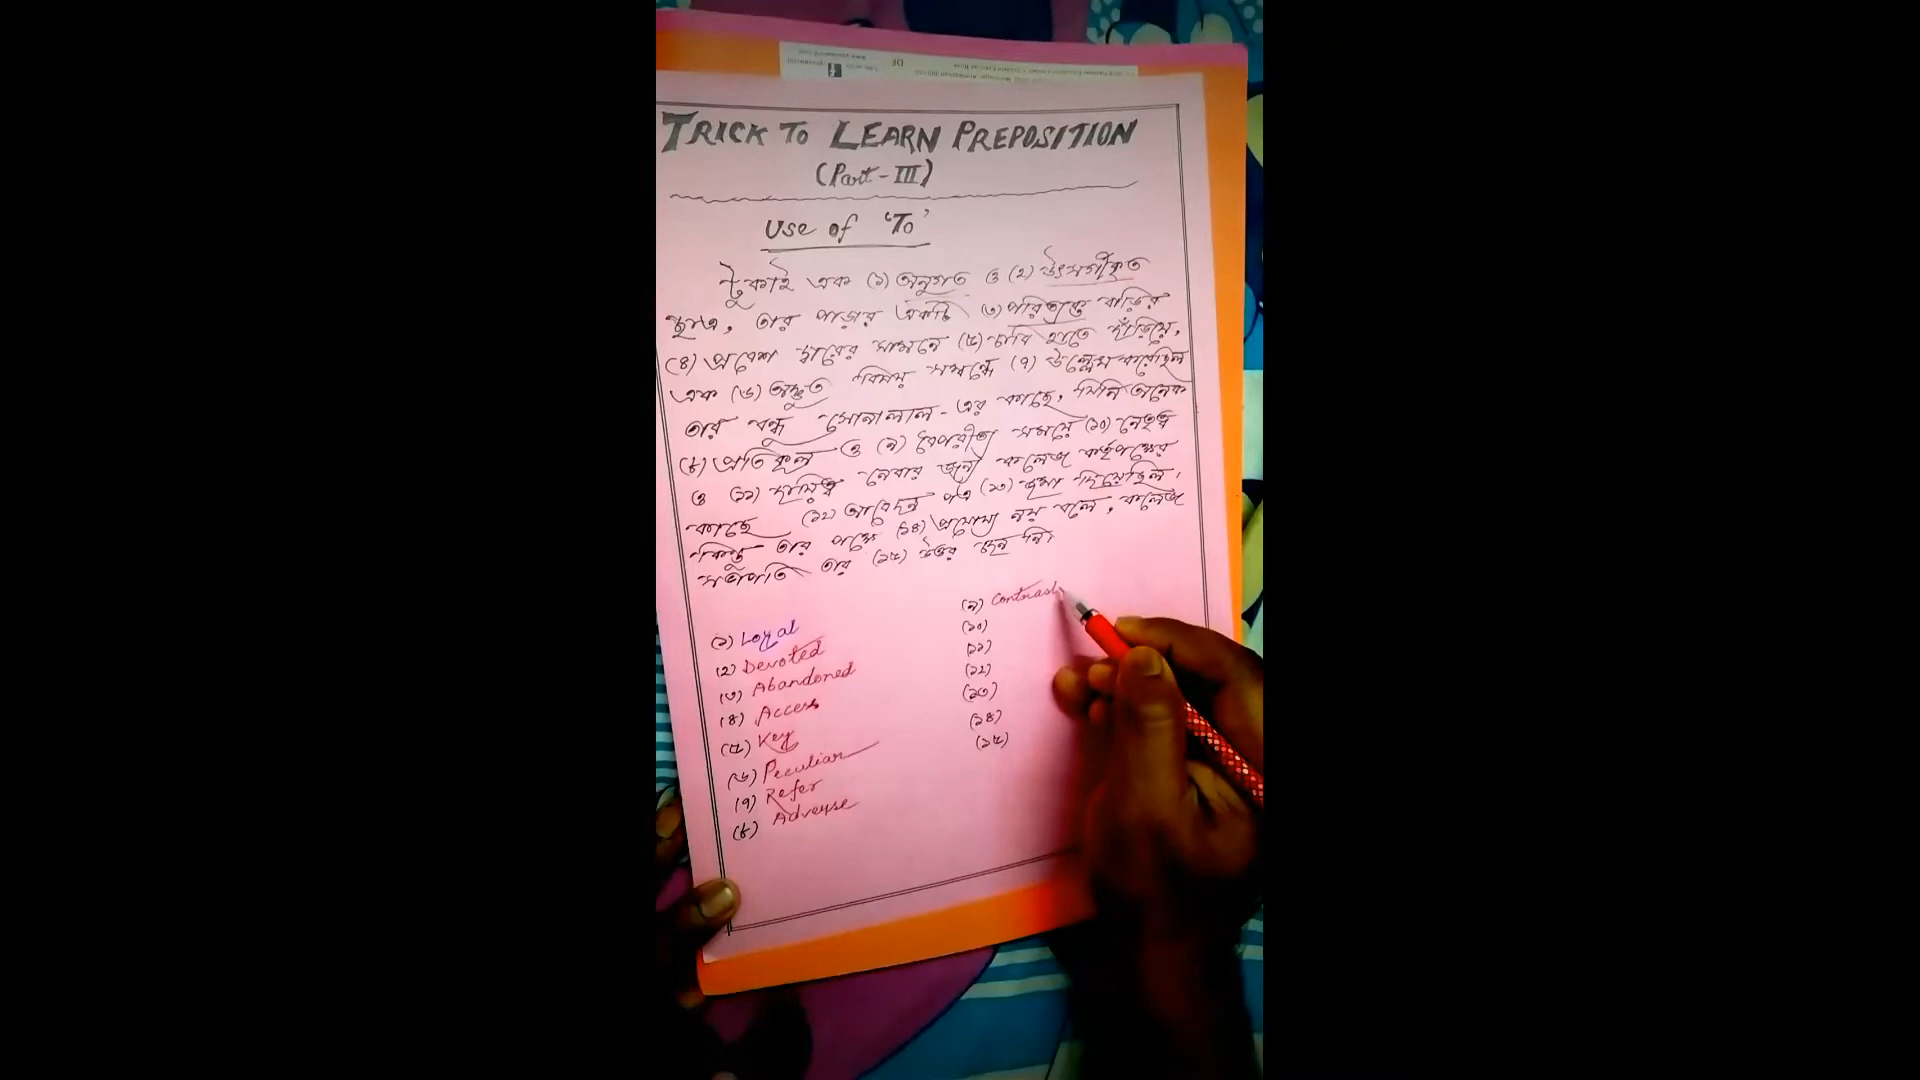 TRICK TO LEARN PREPOSITION
(Part-III)
Use of 'To'
টুকাই এক (১) অনুগত ও (২) উৎসর্গীকৃত
ছাত্র, তার পাড়ার একটি (৩) পরিত্যক্ত বাড়ির
(৪) প্রবেশ দ্বারের সামনে (৫) চাবি হাতে দাঁড়িয়ে,
এক (৬) অদ্ভুত বিষয় সম্বন্ধে (৭) উল্লেখ করেছিল
তার বন্ধু সোনালাল-এর কাছে, যিনি অনেক
(৮) প্রতিকূল ও (৯) বৈপরীত্য সময়ে (১০) নেতৃত্ব
ও (১১) দায়িত্ব নেবার জন্য কলেজ কর্তৃপক্ষের
কাছে (১২) আবেদন পত্র (১৩) জমা দিয়েছিল।
কিন্তু তার পক্ষে (১৪) প্রযোজ্য নয় বলে, কলেজ
সভাপতি তার (১৫) উত্তর দেন নি।
(১) Loyal
(2) Devoted
(৩) Abandoned
(৪) Access
(৫) Key
(৬) Peculiar
(৭) Refer
(৮) Adverse
(৯) Contrast
(১০)
(১১)
(১২)
(১৩)
(১৪)
(১৫)